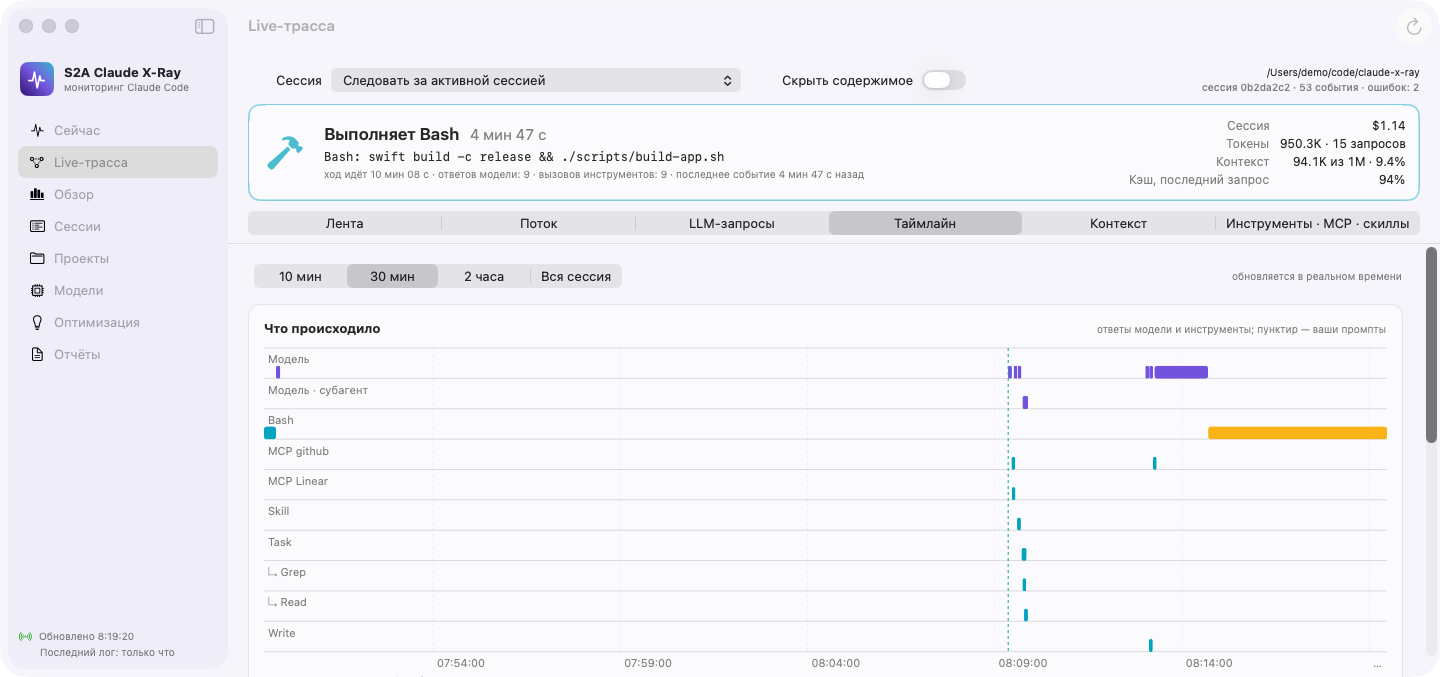 Live-трасса
S2A Claude X-Ray
мониторинг Claude Code
Сейчас
Live-трасса
Обзор
Сессии
Проекты
Модели
Оптимизация
Отчёты
Обновлено 8:19:20
Последний лог: только что
Сессия
Следовать за активной сессией
Скрыть содержимое
/Users/demo/code/claude-x-ray
сессия 0b2da2c2 · 53 события · ошибок: 2
Выполняет Bash 4 мин 47 с
Bash: swift build -c release && ./scripts/build-app.sh
ход идёт 10 мин 08 с · ответов модели: 9 · вызовов инструментов: 9 · последнее событие 4 мин 47 с назад
Сессия $1.14
Токены 950.3K · 15 запросов
Контекст 94.1K из 1M · 9.4%
Кэш, последний запрос 94%
Лента Поток LLM-запросы Таймлайн Контекст Инструменты · MCP · скиллы
10 мин 30 мин 2 часа Вся сессия
обновляется в реальном времени
Что происходило
ответы модели и инструменты; пунктир — ваши промпты
Модель
Модель · субагент
Bash
MCP github
MCP Linear
Skill
Task
Grep
Read
Write
07:54:00 07:59:00 08:04:00 08:09:00 08:14:00 ...